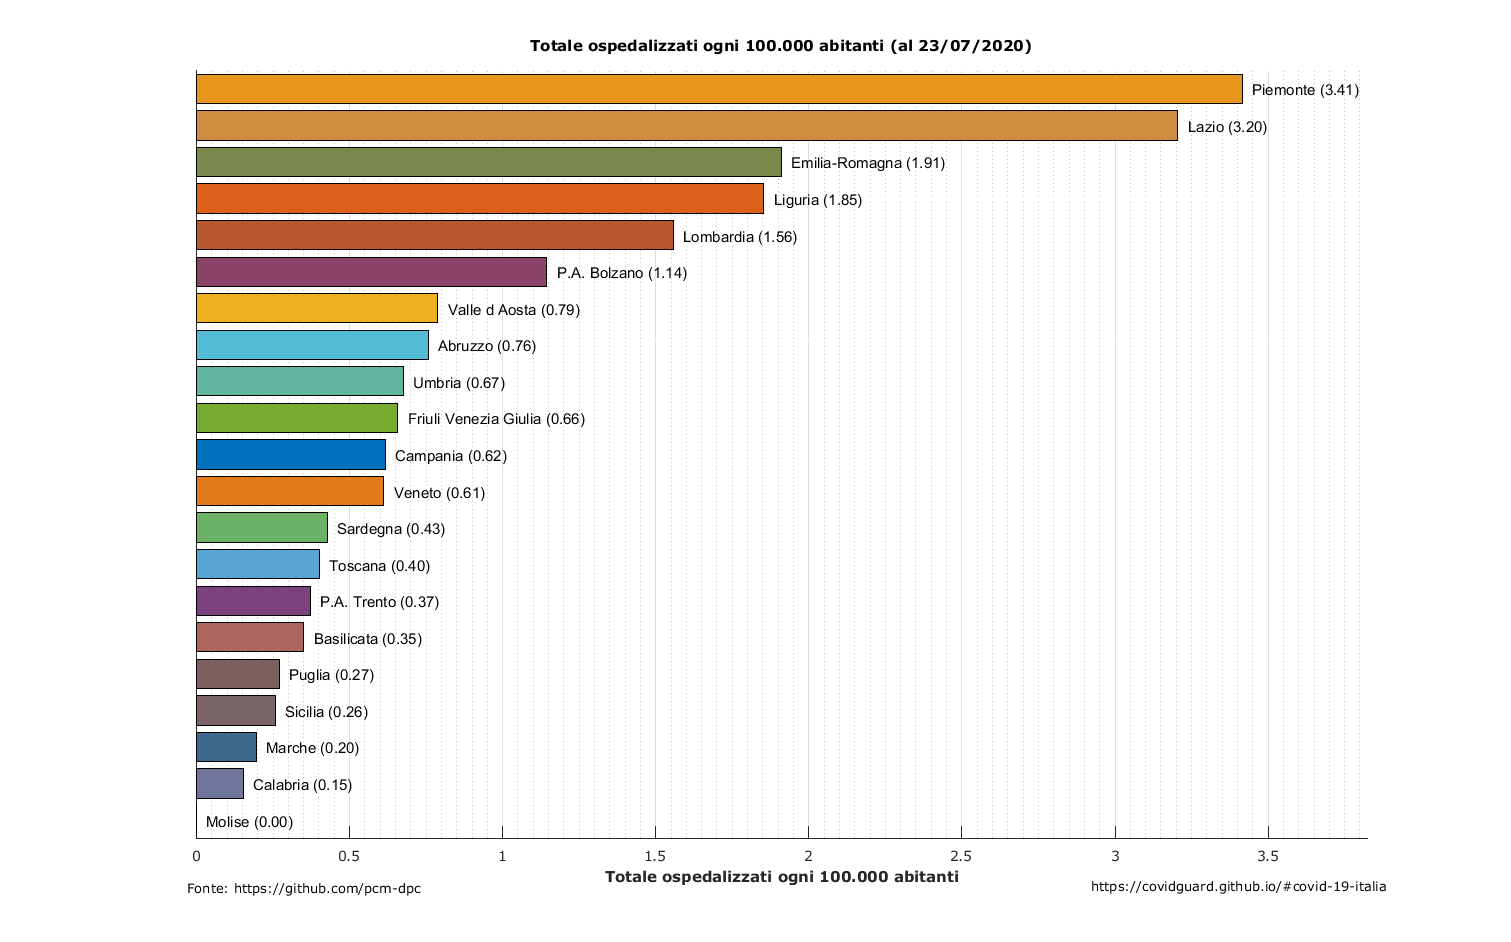 Totale ospedalizzati ogni 100.000 abitanti (al 23/07/2020)
Piemonte (3.41)
Lazio (3.20)
Emilia-Romagna (1.91)
Liguria (1.85)
Lombardia (1.56)
P.A. Bolzano (1.14)
Valle d Aosta (0.79)
Abruzzo (0.76)
Umbria (0.67)
Friuli Venezia Giulia (0.66)
Campania (0.62)
Veneto (0.61)
Sardegna (0.43)
Toscana (0.40)
P.A. Trento (0.37)
Basilicata (0.35)
Puglia (0.27)
Sicilia (0.26)
Marche (0.20)
Calabria (0.15)
Molise (0.00)
0 0.5 1 1.5 2 2.5 3 3.5
Totale ospedalizzati ogni 100.000 abitanti
Fonte: https://github.com/pcm-dpc
https://covidguard.github.io/#covid-19-italia